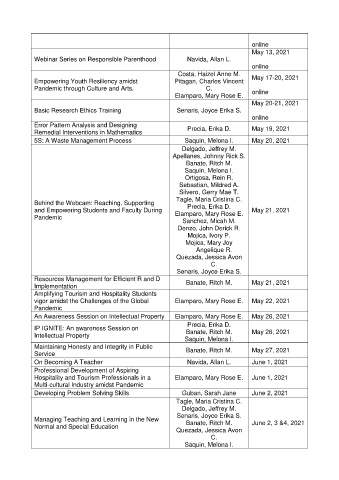 online
Webinar Series on Responsible Parenthood
Navida, Allan L.
May 13, 2021
online
Empowering Youth Resiliency amidst
Pandemic through Culture and Arts.
Costa, Haizel Anne M.
Pitagan, Charles Vincent
C.
Elamparo, Mary Rose E.
May 17-20, 2021
online
Basic Research Ethics Training
Senaris, Joyce Erika S.
May 20-21, 2021
online
Error Pattern Analysis and Designing
Remedial Interventions in Mathematics
Precia, Erika D.
May 19, 2021
5S: A Waste Management Process
Saquin, Melona I.
May 20, 2021
Behind the Webcam: Reaching, Supporting
and Empowering Students and Faculty During
Pandemic
Delgado, Jeffrey M.
Apellanes, Johnny Rick S.
Banate, Ritch M.
Saquin, Melona I.
Ortigosa, Rein R.
Sebastian, Mildred A.
Silvero, Gerry Mae T.
Tagle, Maria Cristina C.
Precia, Erika D.
Elamparo, Mary Rose E.
Sanchez, Micah M.
Denzo, John Derick R.
Mojica, Ivory P.
Mojica, Mary Joy
Angelique R.
Quezada, Jessica Avon
C.
Senaris, Joyce Erika S.
May 21, 2021
Resources Management for Efficient R and D
Implementation
Banate, Ritch M.
May 21, 2021
Amplifying Tourism and Hospitality Students
vigor amidst the Challenges of the Global
Pandemic
Elamparo, Mary Rose E.
May 22, 2021
An Awareness Session on Intellectual Property
Elamparo, Mary Rose E.
May 26, 2021
IP IGNITE: An awareness Session on
Intellectual Property
Precia, Erika D.
Banate, Ritch M.
Saquin, Melona I.
May 26, 2021
Maintaining Honesty and Integrity in Public
Service
Banate, Ritch M.
May 27, 2021
On Becoming A Teacher
Navida, Allan L.
June 1, 2021
Professional Development of Aspiring
Hospitality and Tourism Professionals in a
Multi-cultural Industry amidst Pandemic
Elamparo, Mary Rose E.
June 1, 2021
Developing Problem Solving Skills
Guban, Sarah Jane
June 2, 2021
Managing Teaching and Learning in the New
Normal and Special Education
Tagle, Maria Cristina C.
Delgado, Jeffrey M.
Senaris, Joyce Erika S.
Banate, Ritch M.
Quezada, Jessica Avon
C.
Saquin, Melona I.
June 2, 3 &4, 2021